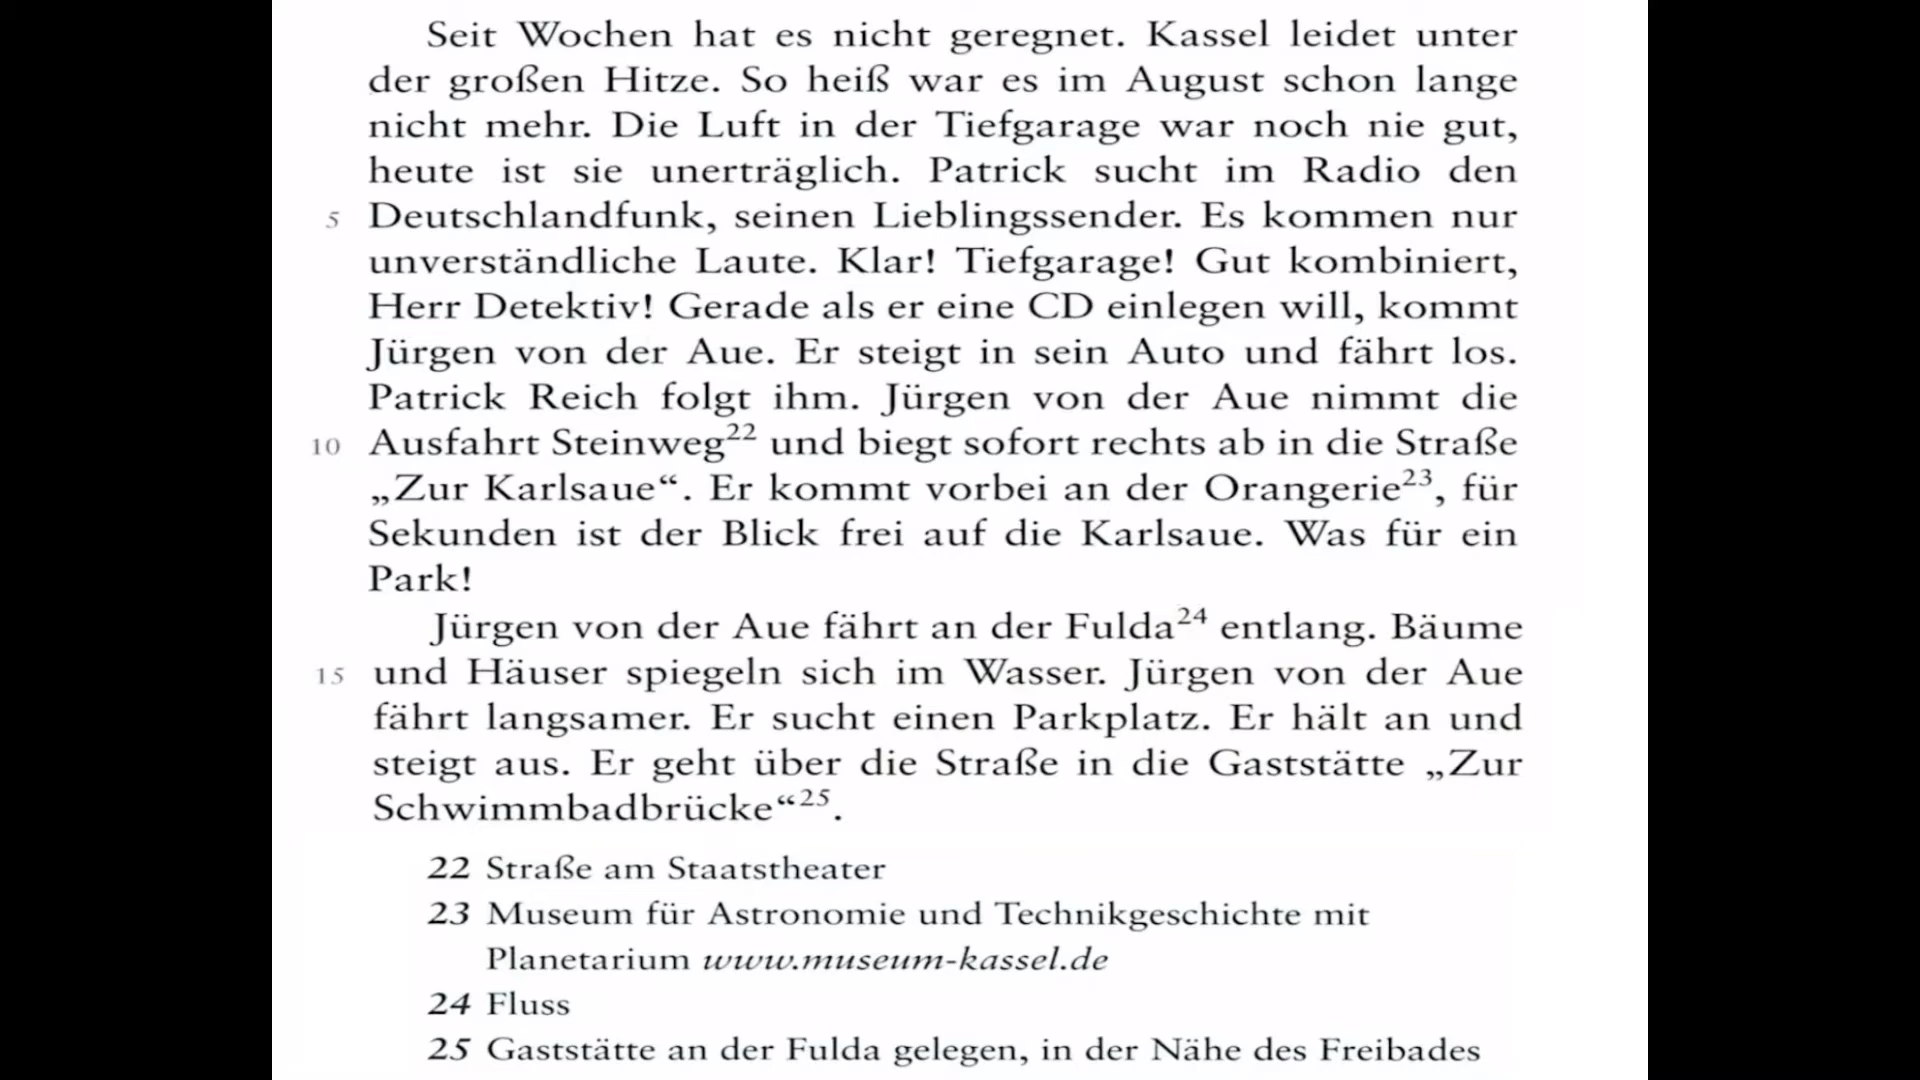 Seit Wochen hat es nicht geregnet. Kassel leidet unter
der großen Hitze. So heiß war es im August schon lange
nicht mehr. Die Luft in der Tiefgarage war noch nie gut,
heute ist sie unerträglich. Patrick sucht im Radio den
5 Deutschlandfunk, seinen Lieblingssender. Es kommen nur
unverständliche Laute. Klar! Tiefgarage! Gut kombiniert,
Herr Detektiv! Gerade als er eine CD einlegen will, kommt
Jürgen von der Aue. Er steigt in sein Auto und fährt los.
Patrick Reich folgt ihm. Jürgen von der Aue nimmt die
10 Ausfahrt Steinweg22 und biegt sofort rechts ab in die Straße
„Zur Karlsaue“. Er kommt vorbei an der Orangerie23, für
Sekunden ist der Blick frei auf die Karlsaue. Was für ein
Park!
Jürgen von der Aue fährt an der Fulda24 entlang. Bäume
15 und Häuser spiegeln sich im Wasser. Jürgen von der Aue
fährt langsamer. Er sucht einen Parkplatz. Er hält an und
steigt aus. Er geht über die Straße in die Gaststätte „Zur
Schwimmbadbrücke“25.
22 Straße am Staatstheater
23 Museum für Astronomie und Technikgeschichte mit
Planetarium www.museum-kassel.de
24 Fluss
25 Gaststätte an der Fulda gelegen, in der Nähe des Freibades